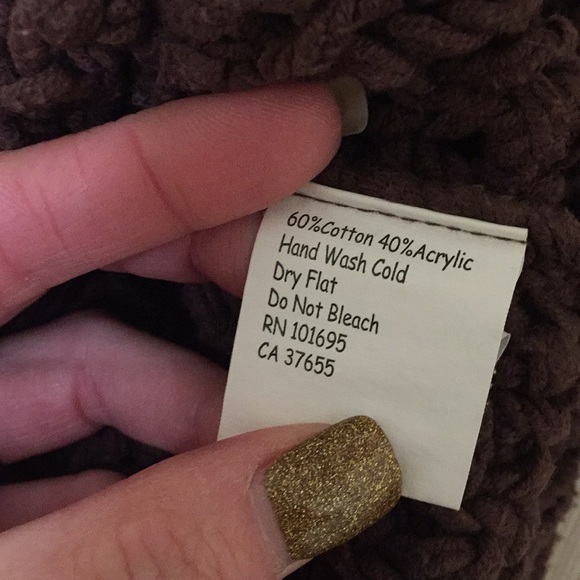 60%Cotton 40%Acrylic
Hand Wash Cold
Dry Flat
Do Not Bleach
RN 101695
CA 37655